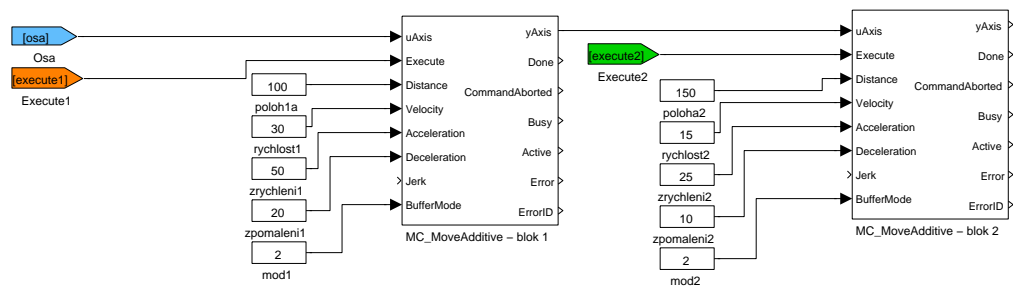 [osa]
Osa
[execute1]
Execute1
100
poloh1a
30
rychlost1
50
zrychleni1
20
zpomaleni1
2
mod1
uAxis
Execute
Distance
Velocity
Acceleration
Deceleration
Jerk
BufferMode
yAxis
Done
CommandAborted
Busy
Active
Error
ErrorID
MC_MoveAdditive – blok 1
[execute2]
Execute2
150
poloha2
15
rychlost2
25
zrychleni2
10
zpomaleni2
2
mod2
uAxis
Execute
Distance
Velocity
Acceleration
Deceleration
Jerk
BufferMode
yAxis
Done
CommandAborted
Busy
Active
Error
ErrorID
MC_MoveAdditive – blok 2